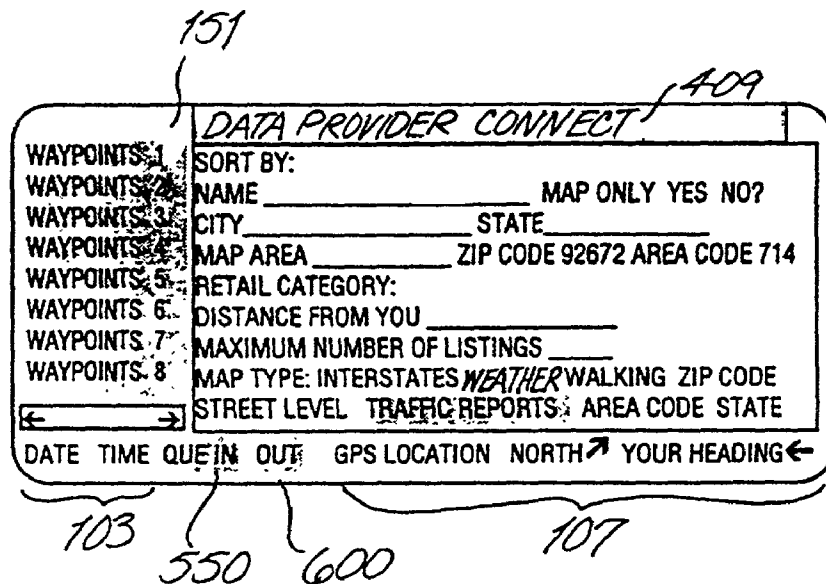 151
409
DATA PROVIDER CONNECT
WAYPOINTS 1
WAYPOINTS 2
WAYPOINTS 3
WAYPOINTS 4
WAYPOINTS 5
WAYPOINTS 6
WAYPOINTS 7
WAYPOINTS 8
SORT BY:
NAME MAP ONLY YES NO?
CITY STATE
MAP AREA ZIP CODE 92672 AREA CODE 714
RETAIL CATEGORY:
DISTANCE FROM YOU
MAXIMUM NUMBER OF LISTINGS
MAP TYPE: INTERSTATES WEATHER WALKING ZIP CODE
STREET LEVEL TRAFFIC REPORTS AREA CODE STATE
← →
DATE TIME QUE IN OUT GPS LOCATION NORTH↗ YOUR HEADING←
103 550 600 107